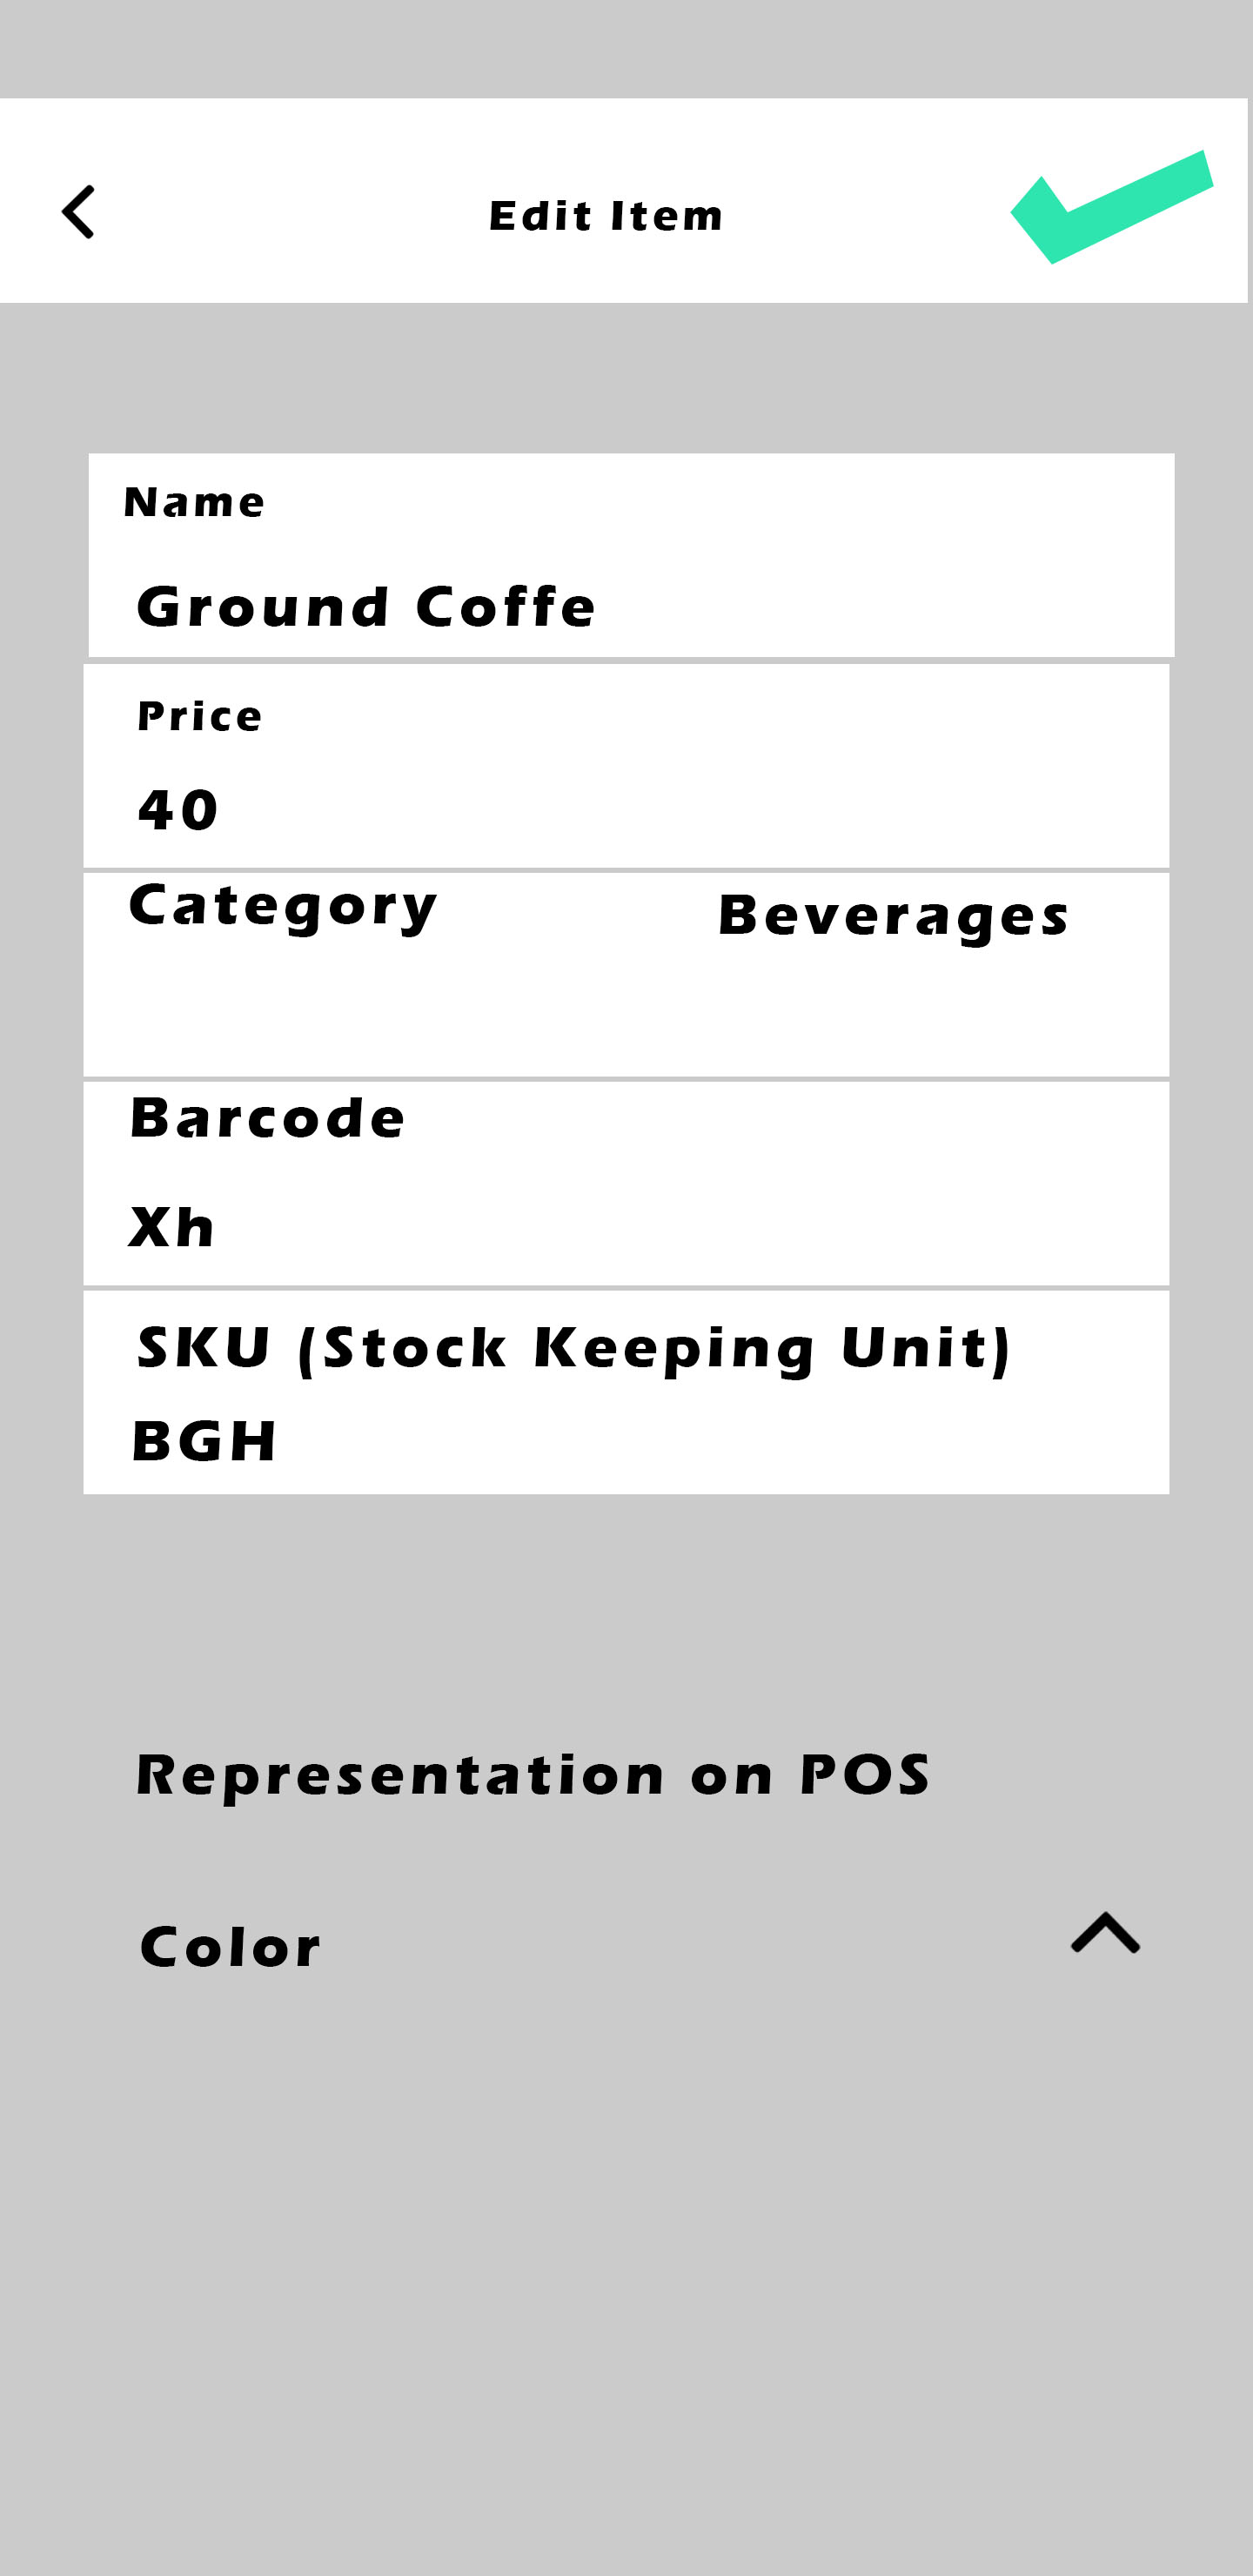 Edit Item
Name
Ground Coffe
Price
40
Category Beverages
Barcode
Xh
SKU (Stock Keeping Unit)
BGH
Representation on POS
Color